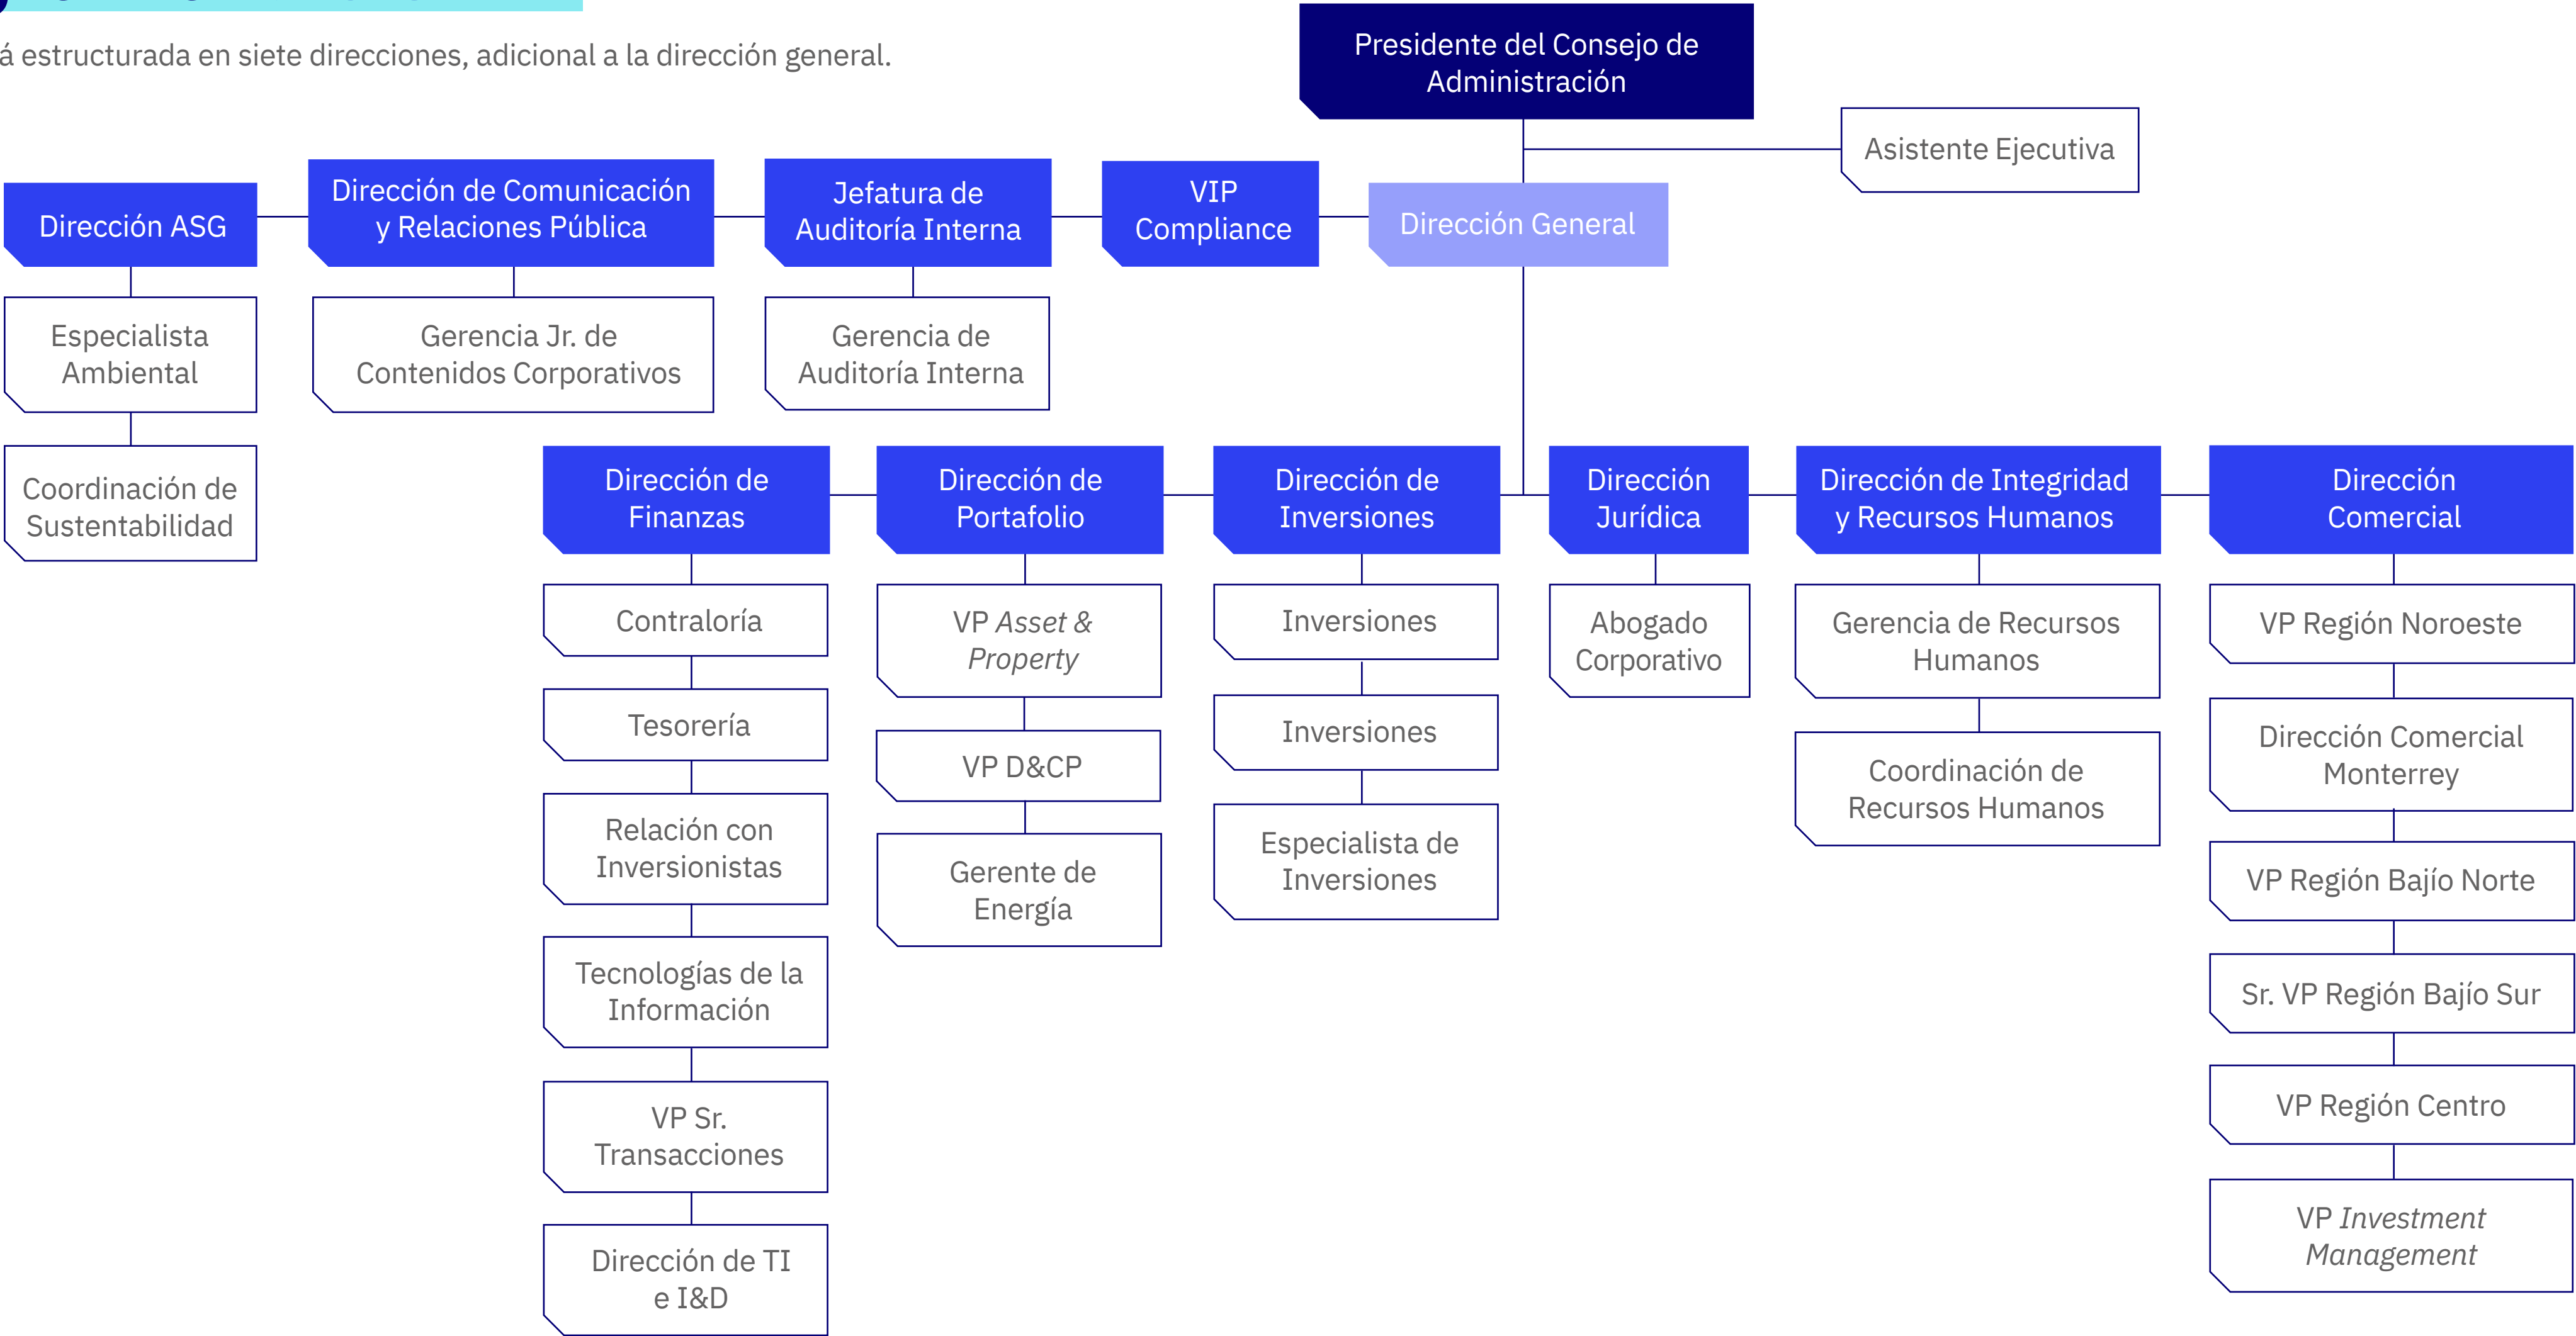 á estructurada en siete direcciones, adicional a la dirección general.
Presidente del Consejo de
Administración
Asistente Ejecutiva
Dirección ASG
Dirección de Comunicación
y Relaciones Pública
Jefatura de
Auditoría Interna
VIP
Compliance
Dirección General
Especialista
Ambiental
Gerencia Jr. de
Contenidos Corporativos
Gerencia de
Auditoría Interna
Coordinación de
Sustentabilidad
Dirección de
Finanzas
Dirección de
Portafolio
Dirección de
Inversiones
Dirección
Jurídica
Dirección de Integridad
y Recursos Humanos
Dirección
Comercial
Contraloría
Tesorería
Relación con
Inversionistas
Tecnologías de la
Información
VP Sr.
Transacciones
Dirección de TI
e I&D
VP Asset &
Property
VP D&CP
Gerente de
Energía
Inversiones
Inversiones
Especialista de
Inversiones
Abogado
Corporativo
Gerencia de Recursos
Humanos
Coordinación de
Recursos Humanos
VP Región Noroeste
Dirección Comercial
Monterrey
VP Región Bajío Norte
Sr. VP Región Bajío Sur
VP Región Centro
VP Investment
Management